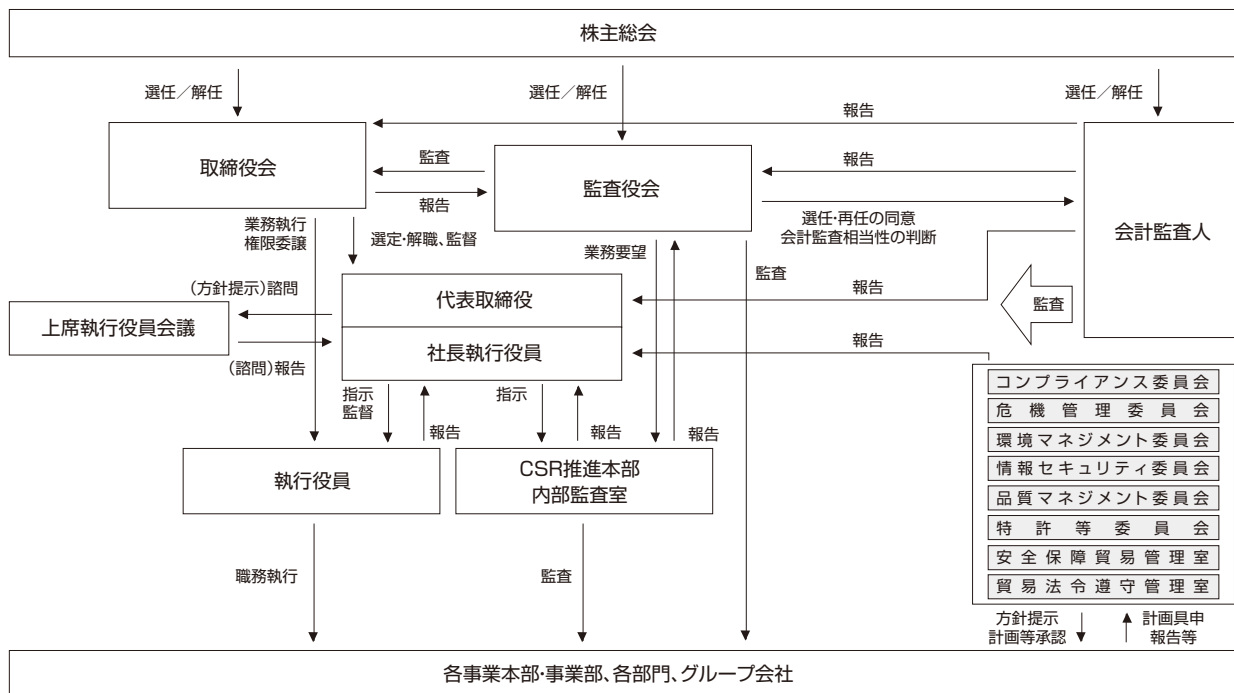 株主総会
選任／解任
選任／解任
選任／解任
報告
取締役会
監査
報告
監査役会
報告
選任・再任の同意
会計監査相当性の判断
会計監査人
業務執行
権限委譲
選定・解職、監督
業務要望
監査
(方針提示)諮問
代表取締役
報告
監査
上席執行役員会議
社長執行役員
報告
(諮問)報告
指示
監督
報告
指示
報告
報告
コンプライアンス委員会
危機管理委員会
環境マネジメント委員会
情報セキュリティ委員会
品質マネジメント委員会
特許等委員会
安全保障貿易管理室
貿易法令遵守管理室
執行役員
CSR推進本部
内部監査室
職務執行
監査
方針提示
計画等承認
計画具申
報告等
各事業本部・事業部、各部門、グループ会社